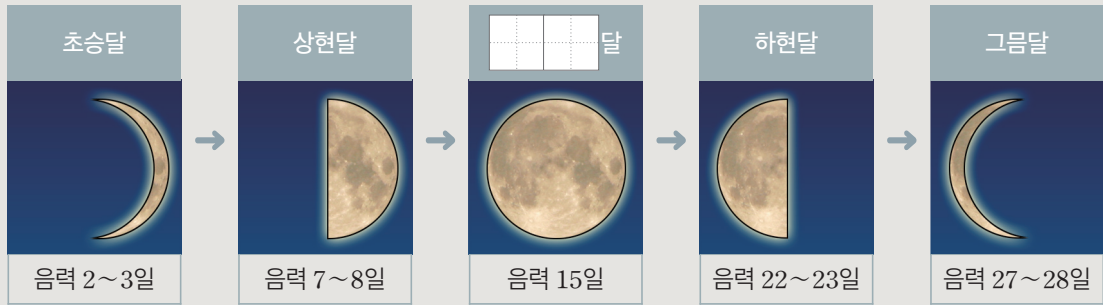 초승달
상현달
달
하현달
그믐달
음력 2～3일
음력 7～8일
음력 15일
음력 22～23일
음력 27～28일